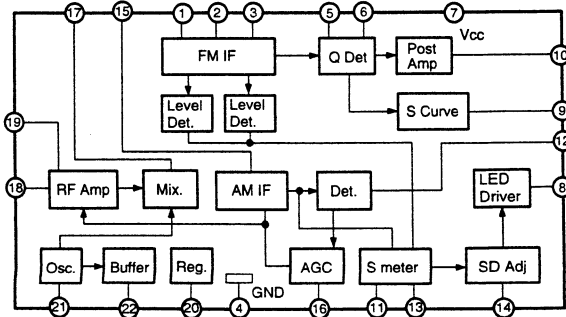 17 15 1 2 3 5 6 7
Vcc
FM IF Q Det Post Amp 10
Level Det. Level Det. S Curve 9
19 12
18 RF Amp Mix. AM IF Det. LED Driver 8
Osc. Buffer Reg. GND AGC S meter SD Adj
21 22 20 4 16 11 13 14